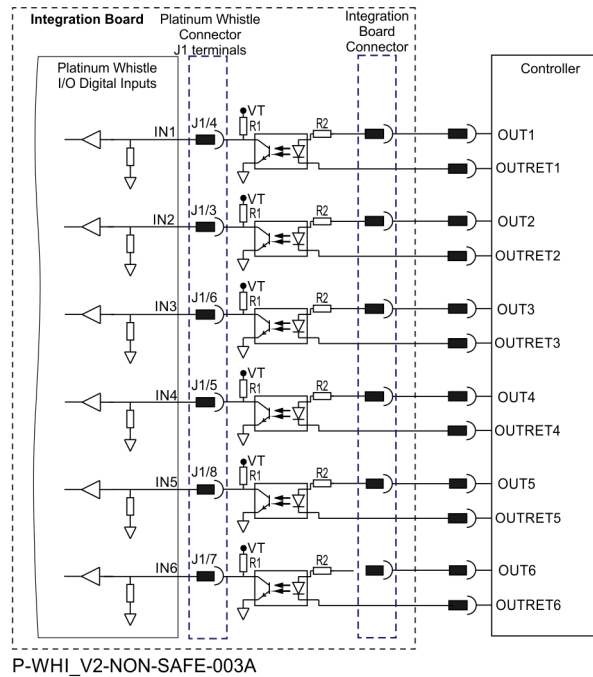 Integration Board
Platinum Whistle
Connector
J1 terminals
Integration
Board
Connector
Platinum Whistle
I/O Digital Inputs
Controller
IN1
J1/4
VT
R1
R2
OUT1
OUTRET1
IN2
J1/3
VT
R1
R2
OUT2
OUTRET2
IN3
J1/6
VT
R1
R2
OUT3
OUTRET3
IN4
J1/5
VT
R1
R2
OUT4
OUTRET4
IN5
J1/8
VT
R1
R2
OUT5
OUTRET5
IN6
J1/7
VT
R1
R2
OUT6
OUTRET6
P-WHI_V2-NON-SAFE-003A